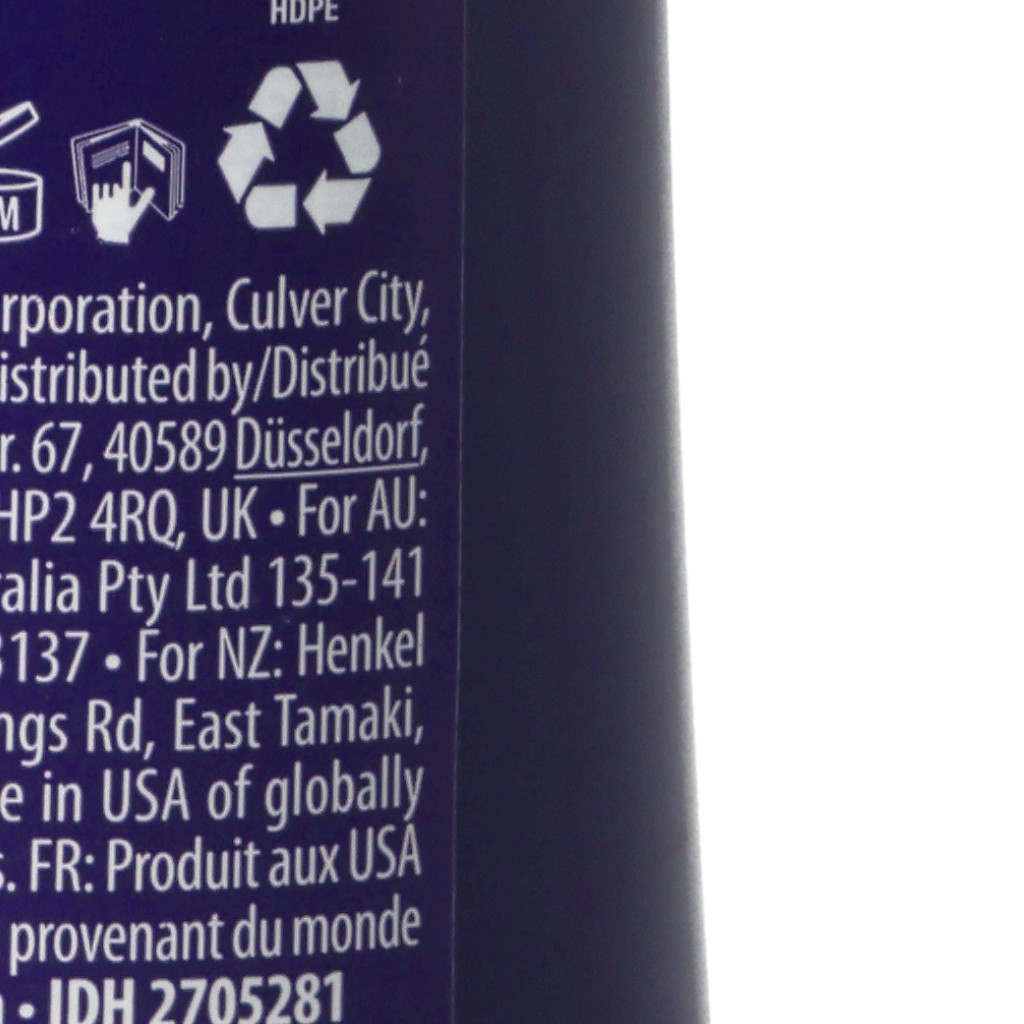 HDPE
M
rporation, Culver City,
istributed by/Distribué
r. 67, 40589 Düsseldorf,
HP2 4RQ, UK • For AU:
alia Pty Ltd 135-141
3137 • For NZ: Henkel
ngs Rd, East Tamaki,
e in USA of globally
s. FR: Produit aux USA
provenant du monde
• IDH 2705281